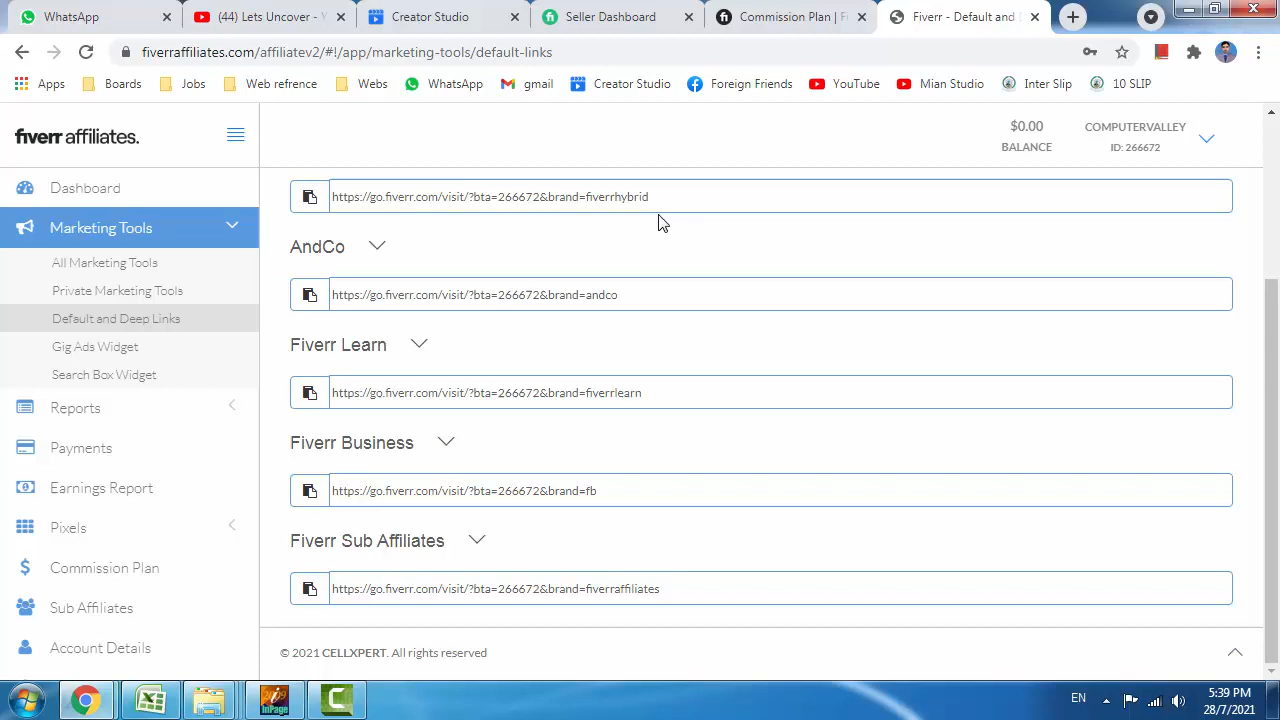 WhatsApp
(44) Lets Uncover - Y
Creator Studio
Seller Dashboard
Commission Plan | Fi
Fiverr - Default and
fiverraffiliates.com/affiliatev2/#!/app/marketing-tools/default-links
Apps
Boards
Jobs
Web refrence
Webs
WhatsApp
gmail
Creator Studio
Foreign Friends
YouTube
Mian Studio
Inter Slip
10 SLIP
fiverr affiliates.
$0.00
BALANCE
COMPUTERVALLEY
ID: 266672
Dashboard
Marketing Tools
All Marketing Tools
Private Marketing Tools
Default and Deep Links
Gig Ads Widget
Search Box Widget
Reports
Payments
Earnings Report
Pixels
Commission Plan
Sub Affiliates
Account Details
https://go.fiverr.com/visit/?bta=266672&brand=fiverrhybrid
AndCo
https://go.fiverr.com/visit/?bta=266672&brand=andco
Fiverr Learn
https://go.fiverr.com/visit/?bta=266672&brand=fiverrlearn
Fiverr Business
https://go.fiverr.com/visit/?bta=266672&brand=fb
Fiverr Sub Affiliates
https://go.fiverr.com/visit/?bta=266672&brand=fiverraffiliates
© 2021 CELLXPERT. All rights reserved
InPage
EN
5:39 PM
28/7/2021